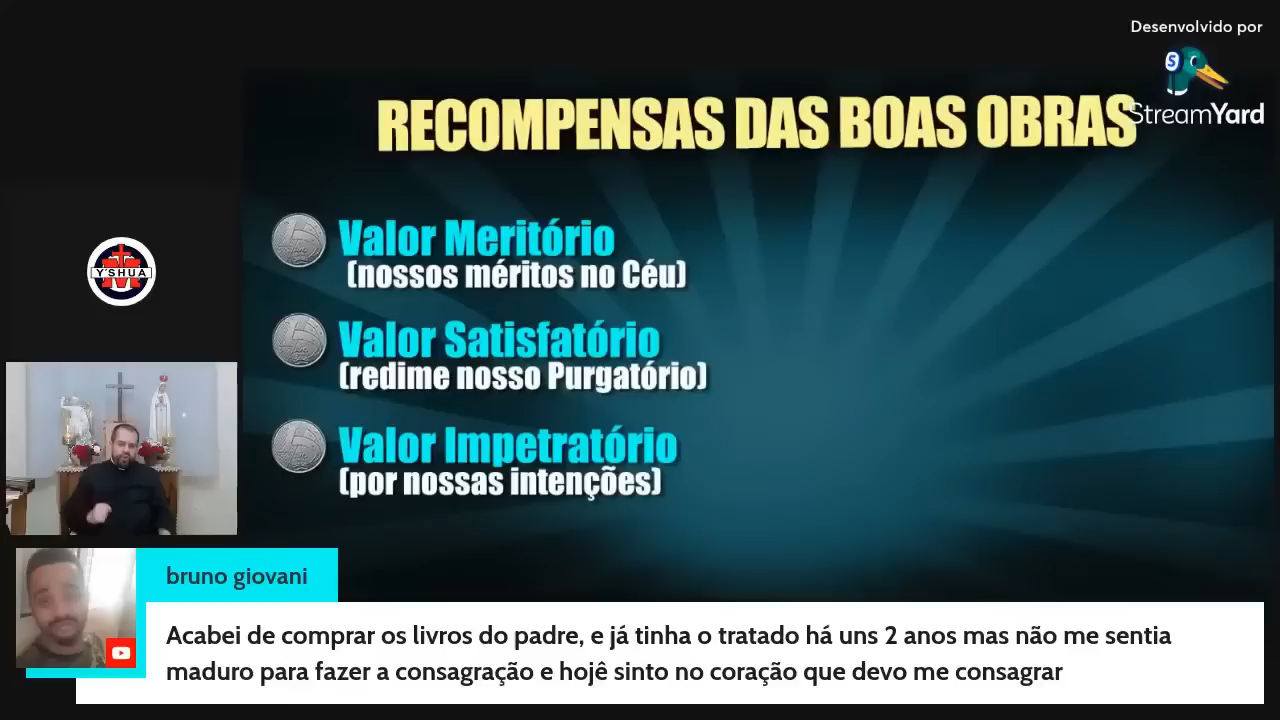 Desenvolvido por
StreamYard
RECOMPENSAS DAS BOAS OBRAS
Valor Meritório
(nossos méritos no Céu)
Y'SHUA
Valor Satisfatório
(redime nosso Purgatório)
Valor Impetratório
(por nossas intenções)
bruno giovani
Acabei de comprar os livros do padre, e já tinha o tratado há uns 2 anos mas não me sentia
maduro para fazer a consagração e hojê sinto no coração que devo me consagrar